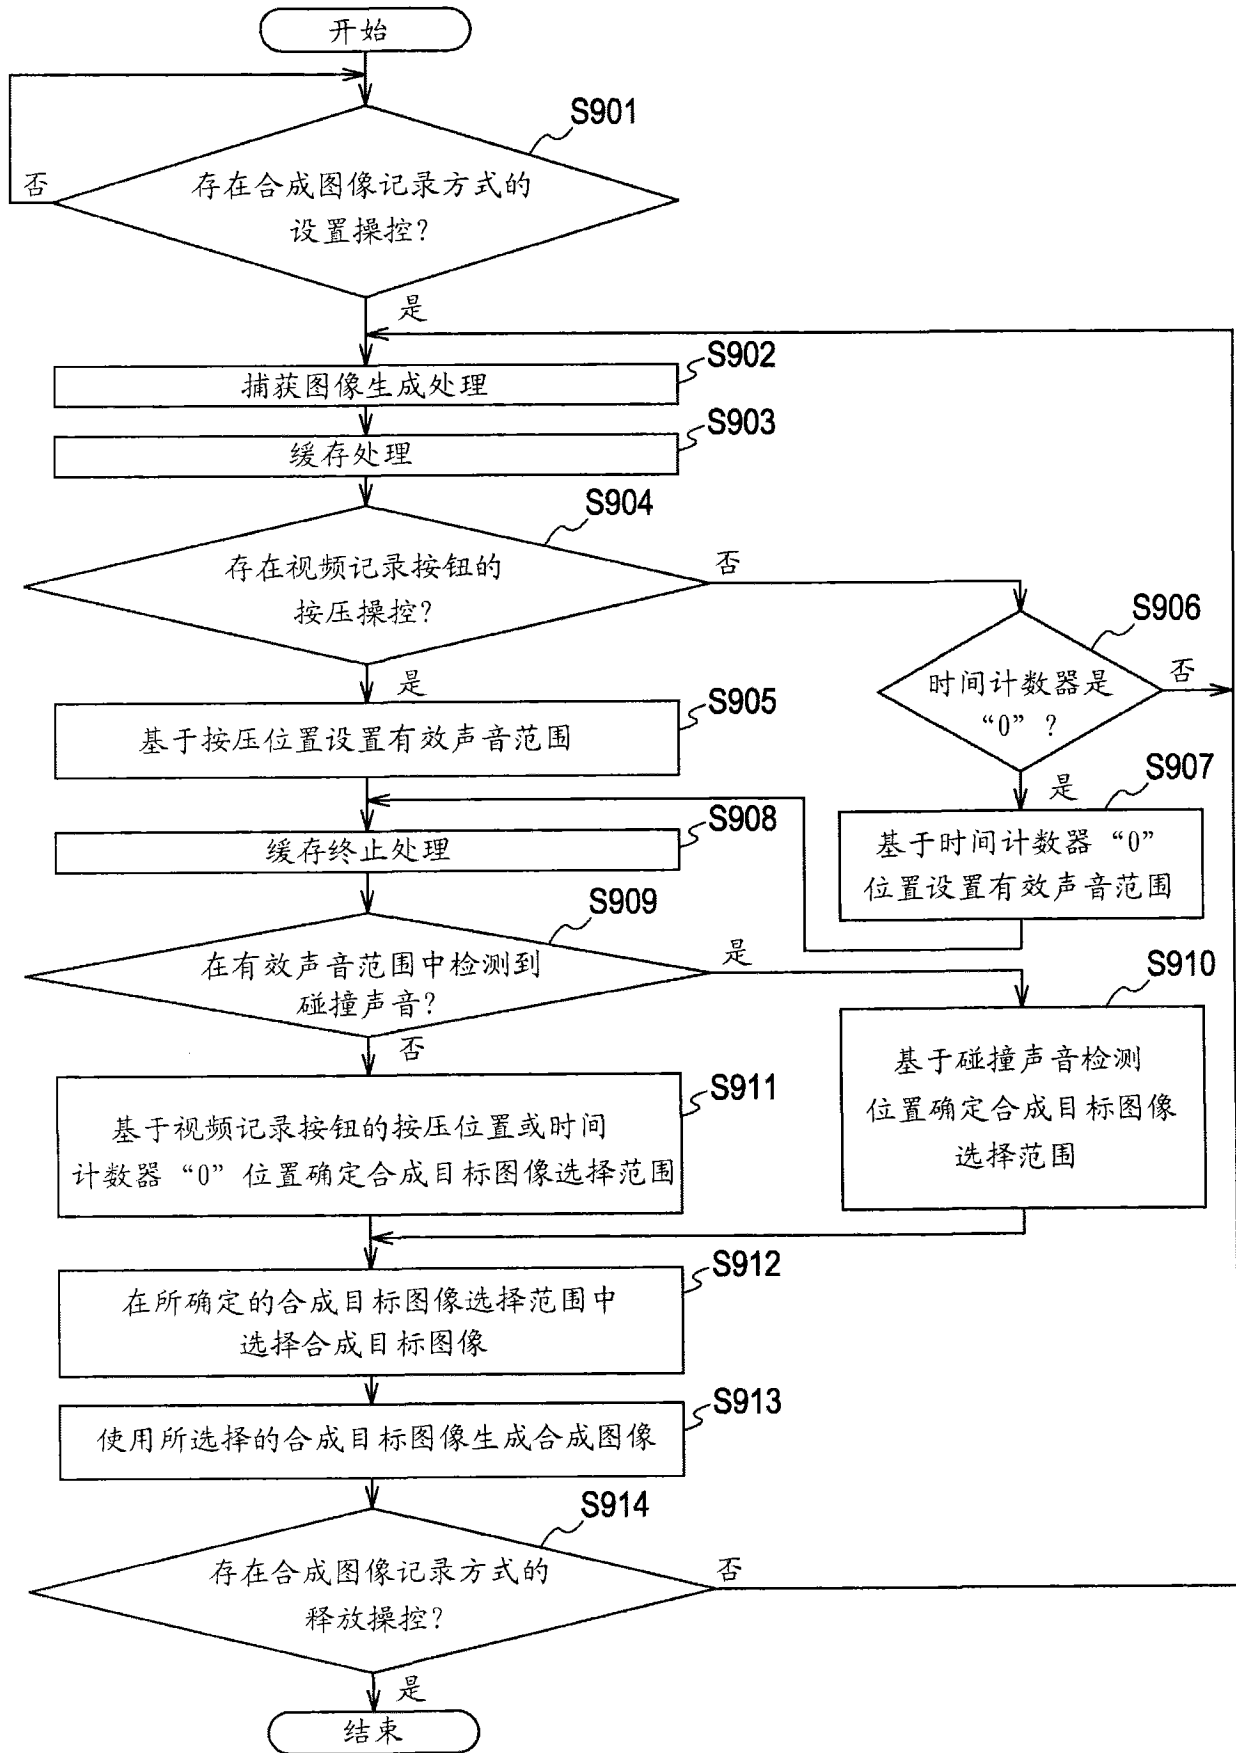 开始
S901
否
存在合成图像记录方式的
设置操控？
是
S902
捕获图像生成处理
S903
缓存处理
S904
存在视频记录按钮的
按压操控？
否
S906
时间计数器是
“0”？
否
是
S905
基于按压位置设置有效声音范围
是
S907
基于时间计数器“0”
位置设置有效声音范围
S908
缓存终止处理
S909
在有效声音范围中检测到
碰撞声音？
是
S910
基于碰撞声音检测
位置确定合成目标图像
选择范围
否
S911
基于视频记录按钮的按压位置或时间
计数器“0”位置确定合成目标图像选择范围
S912
在所确定的合成目标图像选择范围中
选择合成目标图像
S913
使用所选择的合成目标图像生成合成图像
S914
存在合成图像记录方式的
释放操控？
否
是
结束